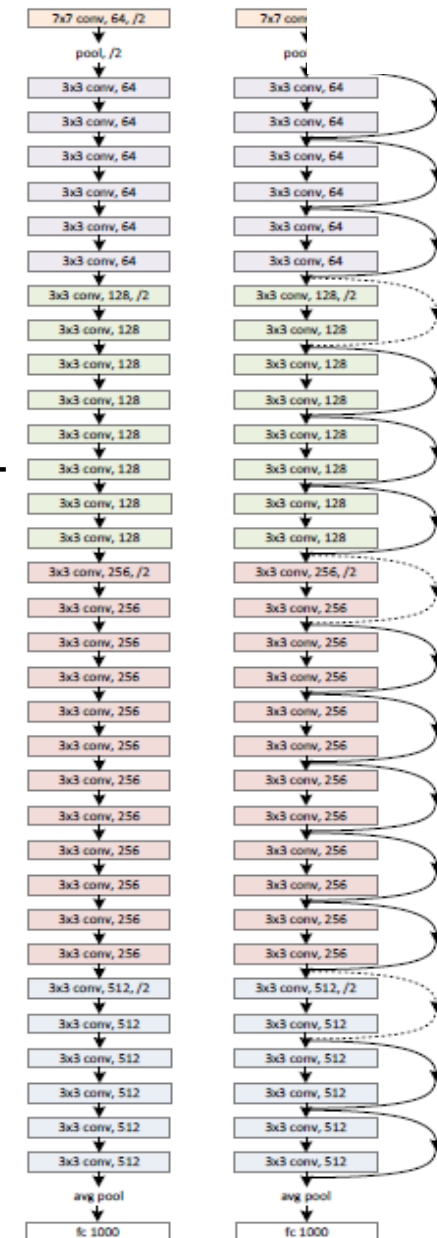 7x7 conv, 64, /2
pool, /2
3x3 conv, 64
3x3 conv, 64
3x3 conv, 64
3x3 conv, 64
3x3 conv, 64
3x3 conv, 64
3x3 conv, 128, /2
3x3 conv, 128
3x3 conv, 128
3x3 conv, 128
3x3 conv, 128
3x3 conv, 128
3x3 conv, 128
3x3 conv, 128
3x3 conv, 256, /2
3x3 conv, 256
3x3 conv, 256
3x3 conv, 256
3x3 conv, 256
3x3 conv, 256
3x3 conv, 256
3x3 conv, 256
3x3 conv, 256
3x3 conv, 256
3x3 conv, 256
3x3 conv, 256
3x3 conv, 512, /2
3x3 conv, 512
3x3 conv, 512
3x3 conv, 512
3x3 conv, 512
3x3 conv, 512
avg pool
fc 1000
7x7
3x3 conv, 64
3x3 conv, 64
3x3 conv, 64
3x3 conv, 64
3x3 conv, 64
3x3 conv, 64
3x3 conv, 128, /2
3x3 conv, 128
3x3 conv, 128
3x3 conv, 128
3x3 conv, 128
3x3 conv, 128
3x3 conv, 128
3x3 conv, 128
3x3 conv, 256, /2
3x3 conv, 256
3x3 conv, 256
3x3 conv, 256
3x3 conv, 256
3x3 conv, 256
3x3 conv, 256
3x3 conv, 256
3x3 conv, 256
3x3 conv, 256
3x3 conv, 256
3x3 conv, 256
3x3 conv, 512, /2
3x3 conv, 512
3x3 conv, 512
3x3 conv, 512
3x3 conv, 512
3x3 conv, 512
avg pool
fc 1000